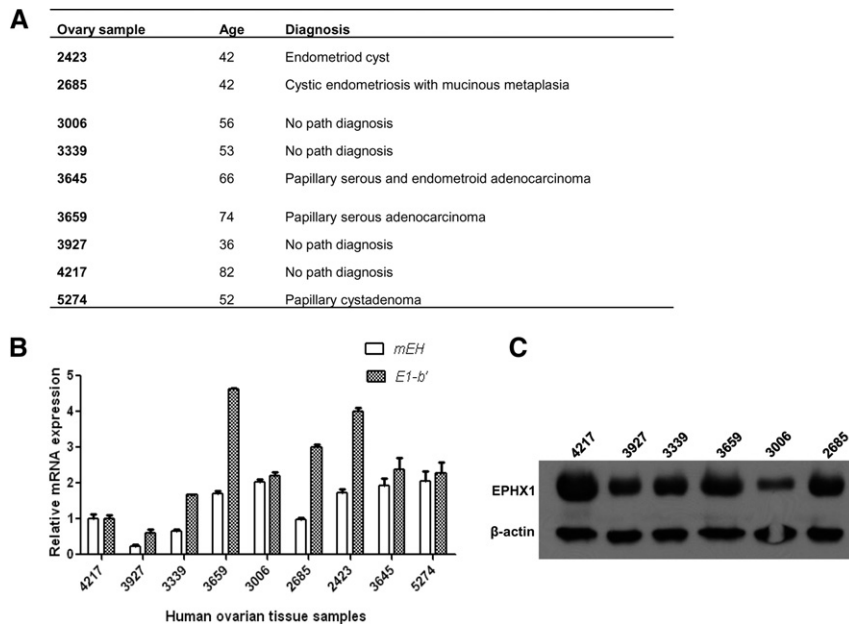 A
Ovary sample Age Diagnosis
2423 42 Endometriod cyst
2685 42 Cystic endometriosis with mucinous metaplasia
3006 56 No path diagnosis
3339 53 No path diagnosis
3645 66 Papillary serous and endometroid adenocarcinoma
3659 74 Papillary serous adenocarcinoma
3927 36 No path diagnosis
4217 82 No path diagnosis
5274 52 Papillary cystadenoma
B
mEH
E1-b'
Relative mRNA expression
5
4
3
2
1
0
4217 3927 3339 3659 3006 2685 2423 3645 5274
Human ovarian tissue samples
C
4217 3927 3339 3659 3006 2685
EPHX1
β-actin